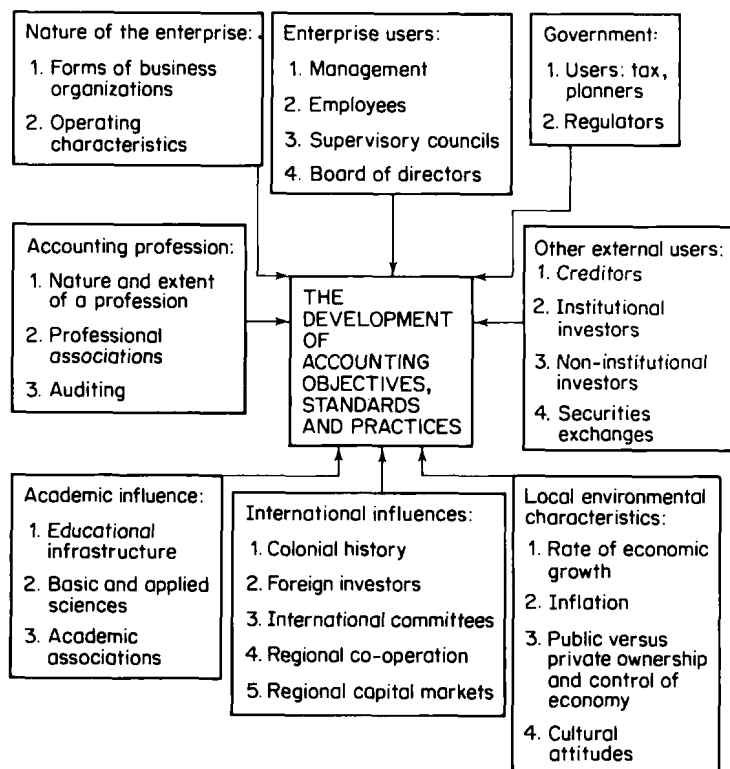 Nature of the enterprise:
1. Forms of business
organizations
2. Operating
characteristics
Enterprise users:
1. Management
2. Employees
3. Supervisory councils
4. Board of directors
Government:
1. Users: tax,
planners
2. Regulators
Accounting profession:
1. Nature and extent
of a profession
2. Professional
associations
3. Auditing
THE
DEVELOPMENT
OF
ACCOUNTING
OBJECTIVES,
STANDARDS
AND PRACTICES
Other external users:
1. Creditors
2. Institutional
investors
3. Non-institutional
investors
4. Securities
exchanges
Academic influence:
1. Educational
infrastructure
2. Basic and applied
sciences
3. Academic
associations
International influences:
1. Colonial history
2. Foreign investors
3. International committees
4. Regional co-operation
5. Regional capital markets
Local environmental
characteristics:
1. Rate of economic
growth
2. Inflation
3. Public versus
private ownership
and control of
economy
4. Cultural
attitudes